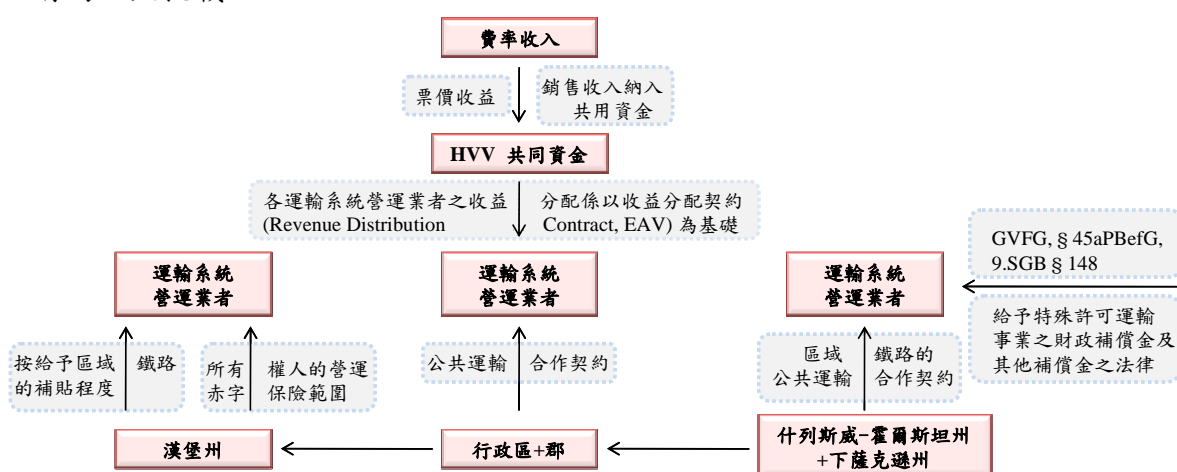 費率收入
票價收益
銷售收入納入
共用資金
HVV 共同資金
各運輸系統營運業者之收益
(Revenue Distribution
分配係以收益分配契約
Contract, EAV) 為基礎
運輸系統
營運業者
運輸系統
營運業者
運輸系統
營運業者
GVFG, § 45aPBefG,
9.SGB § 148
給予特殊許可運輸
事業之財政補償金及
其他補償金之法律
按給予區域
的補貼程度
鐵路
所有
赤字
權人的營運
保險範圍
公共運輸
合作契約
區域
公共運輸
鐵路的
合作契約
漢堡州
行政區+郡
什列斯威-霍爾斯坦州
+下薩克遜州